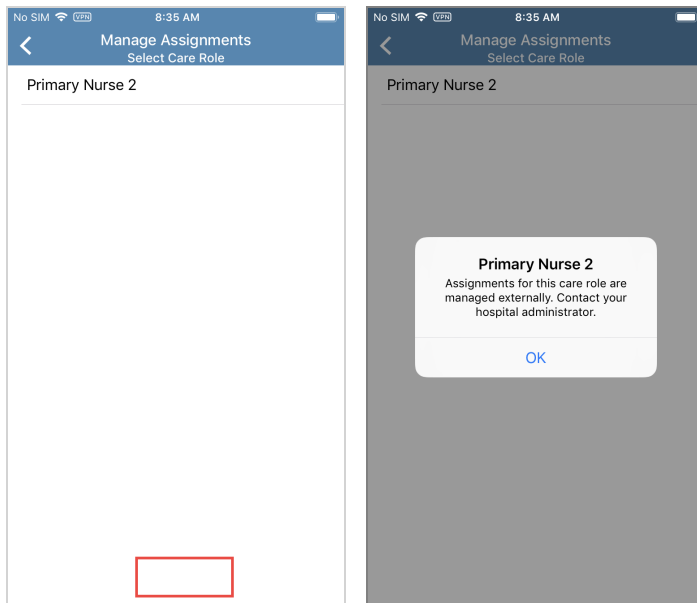 No SIM VPN 8:35 AM
Manage Assignments
Select Care Role
Primary Nurse 2
No SIM VPN 8:35 AM
Manage Assignments
Select Care Role
Primary Nurse 2
Primary Nurse 2
Assignments for this care role are
managed externally. Contact your
hospital administrator.
OK